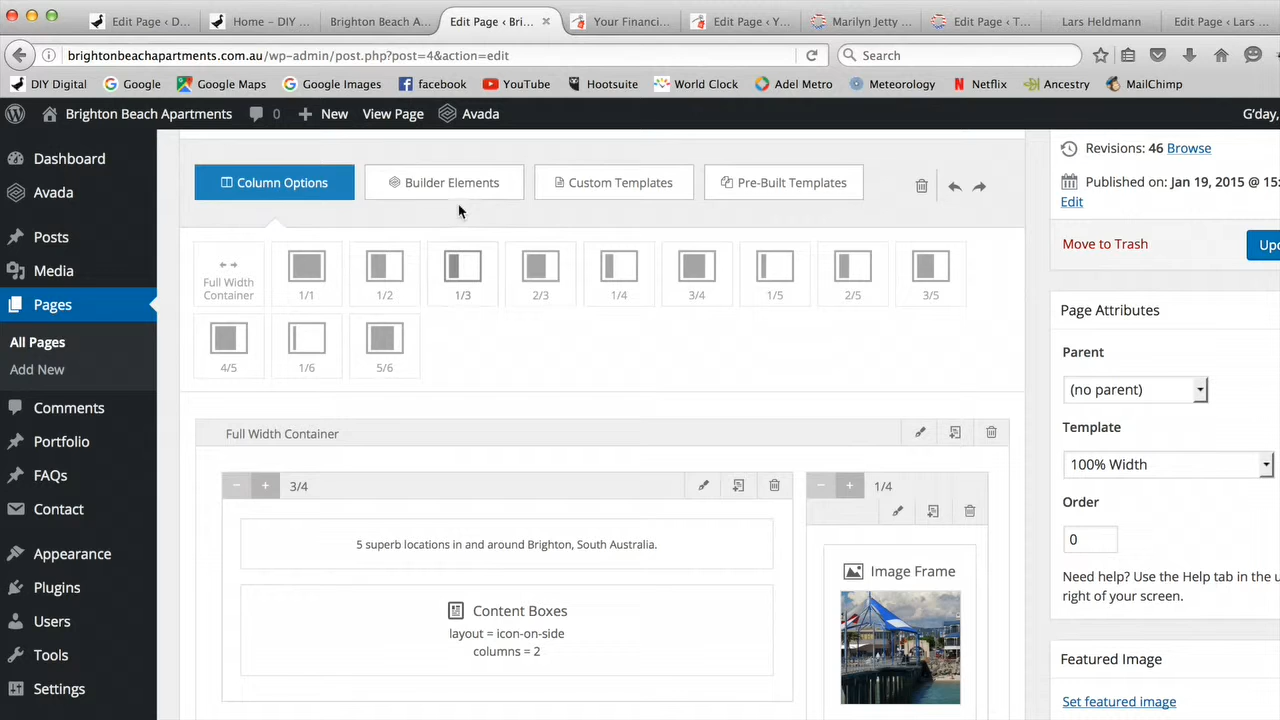 Edit Page ‹ D...
Home – DIY ...
Brighton Beach A...
Edit Page ‹ Bri...
Your Financi...
Edit Page ‹ Y...
Marilyn Jetty ...
Edit Page ‹ T...
Lars Heldmann
Edit Page ‹ Lars ...
brightonbeachapartments.com.au/wp-admin/post.php?post=4&action=edit
Search
DIY Digital
Google
Google Maps
Google Images
facebook
YouTube
Hootsuite
World Clock
Adel Metro
Meteorology
Netflix
Ancestry
MailChimp
Brighton Beach Apartments
0
New
View Page
Avada
G'day,
Dashboard
Avada
Posts
Media
Pages
All Pages
Add New
Comments
Portfolio
FAQs
Contact
Appearance
Plugins
Users
Tools
Settings
Column Options
Builder Elements
Custom Templates
Pre-Built Templates
Full Width
Container
1/1
1/2
1/3
2/3
1/4
3/4
1/5
2/5
3/5
4/5
1/6
5/6
Full Width Container
3/4
5 superb locations in and around Brighton, South Australia.
Content Boxes
layout = icon-on-side
columns = 2
1/4
Image Frame
Revisions: 46 Browse
Published on: Jan 19, 2015 @ 15:
Edit
Move to Trash
Upd
Page Attributes
Parent
(no parent)
Template
100% Width
Order
0
Need help? Use the Help tab in the u
right of your screen.
Featured Image
Set featured image